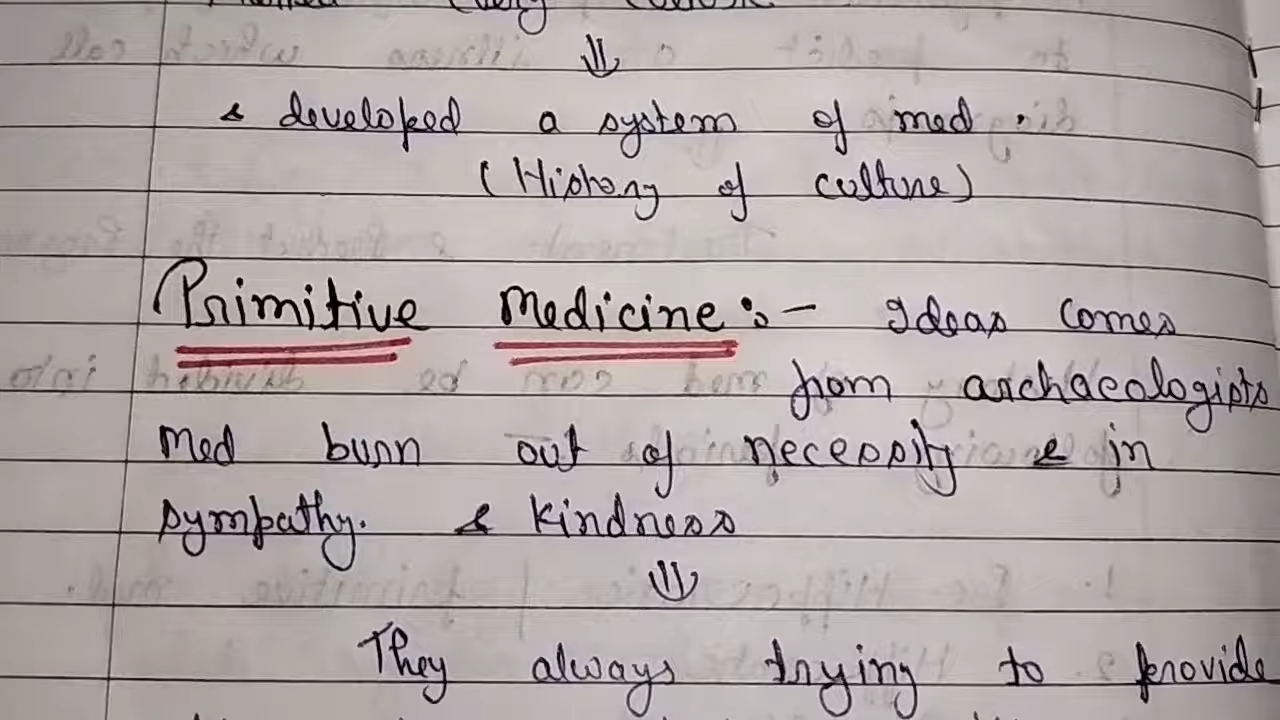 ⇓
& developed a system of med.
(History of culture)
Primitive Medicine :- Ideas comes
from archaeologists
Med burn out of necessity & in
sympathy. & kindness
⇓
They always trying to provide